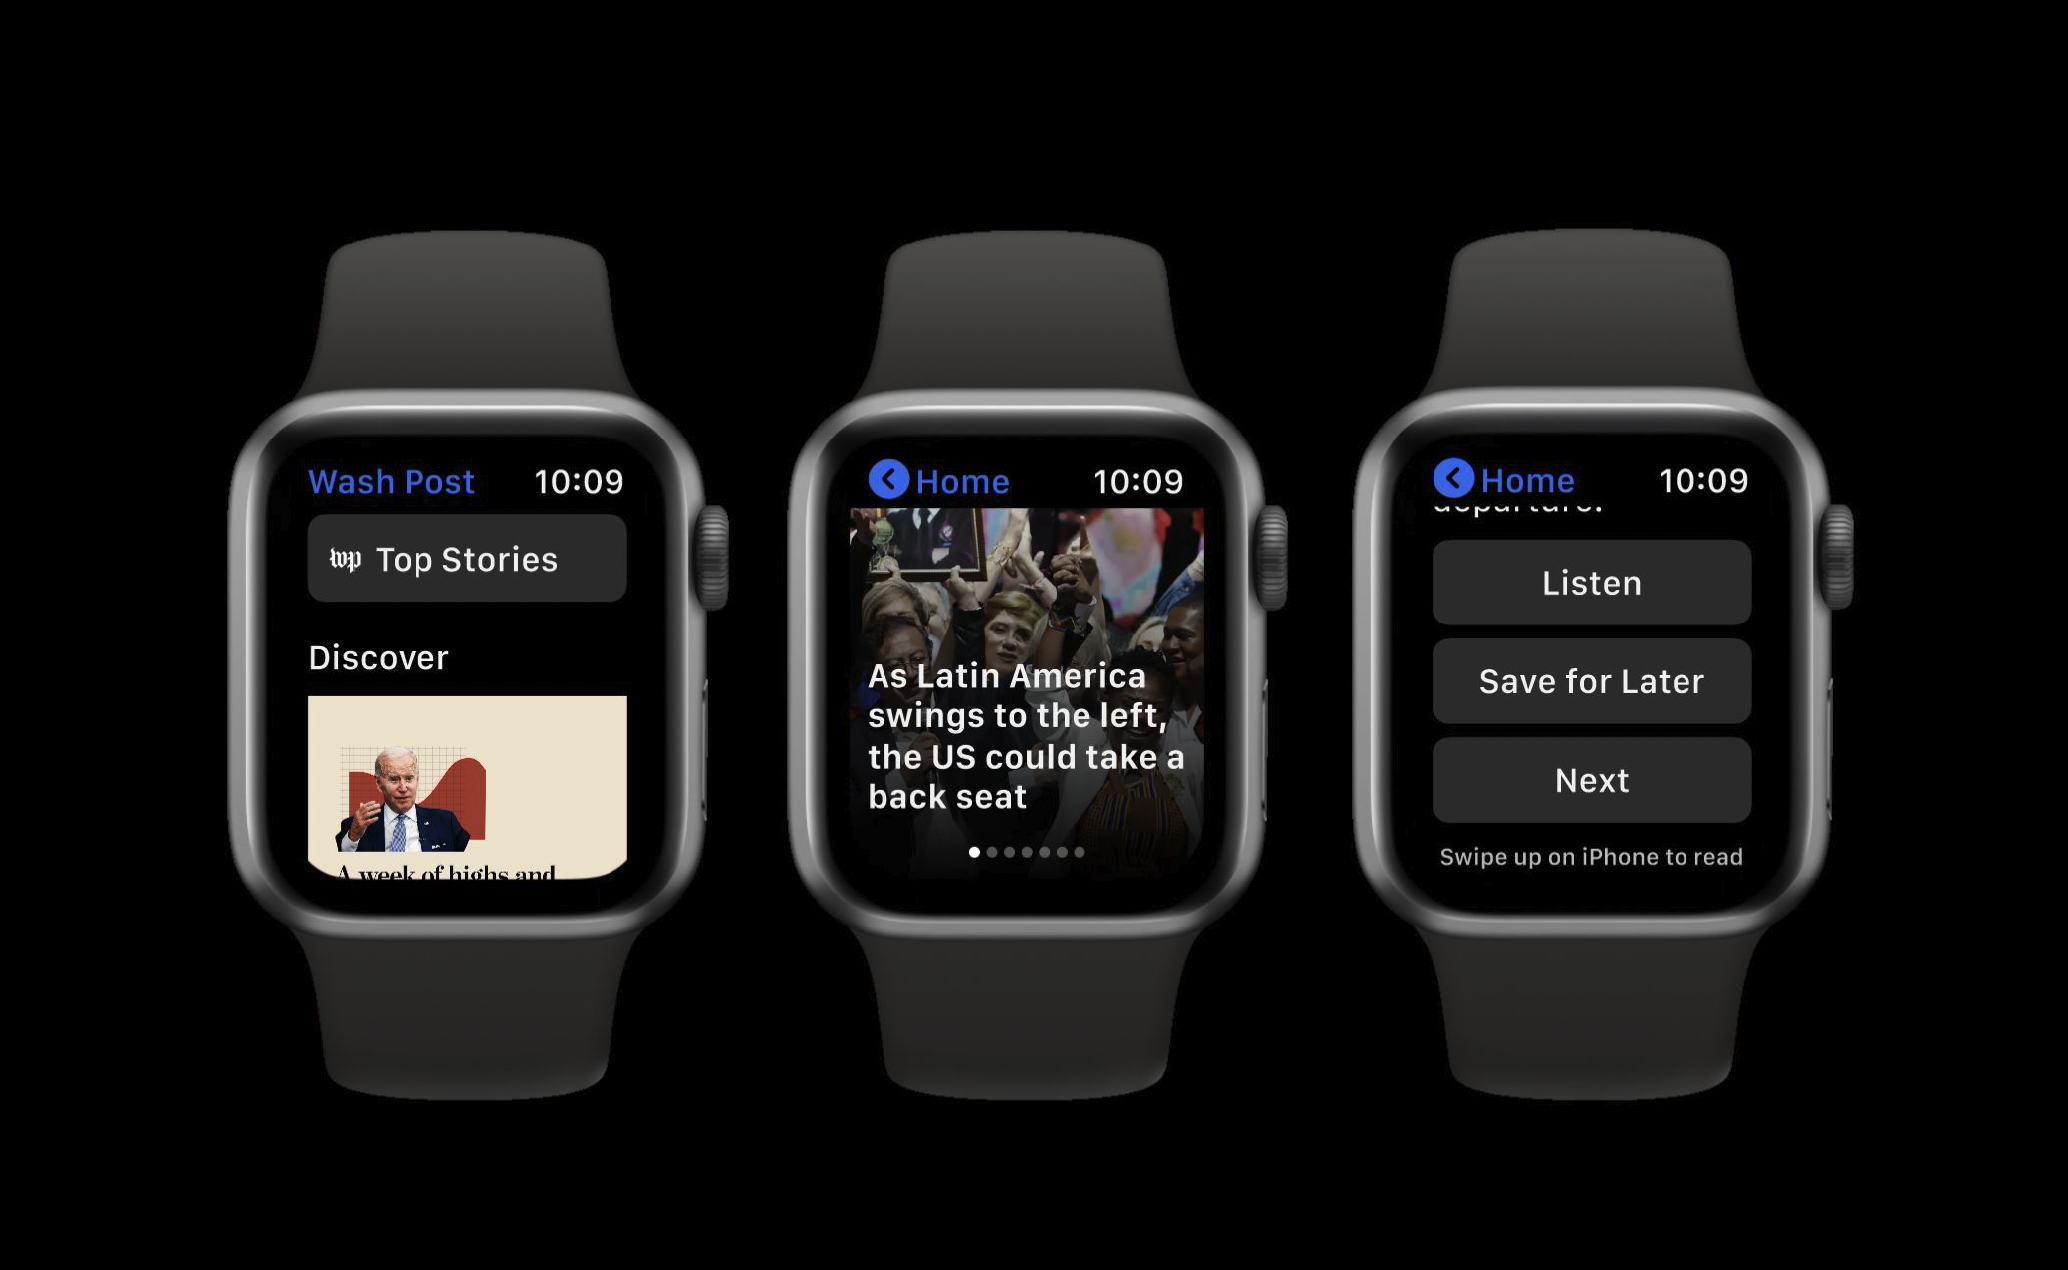 Wash Post 10:09
wp Top Stories
Discover
A week of highs and
Home 10:09
As Latin America
swings to the left,
the US could take a
back seat
Home 10:09
departure.
Listen
Save for Later
Next
Swipe up on iPhone to read